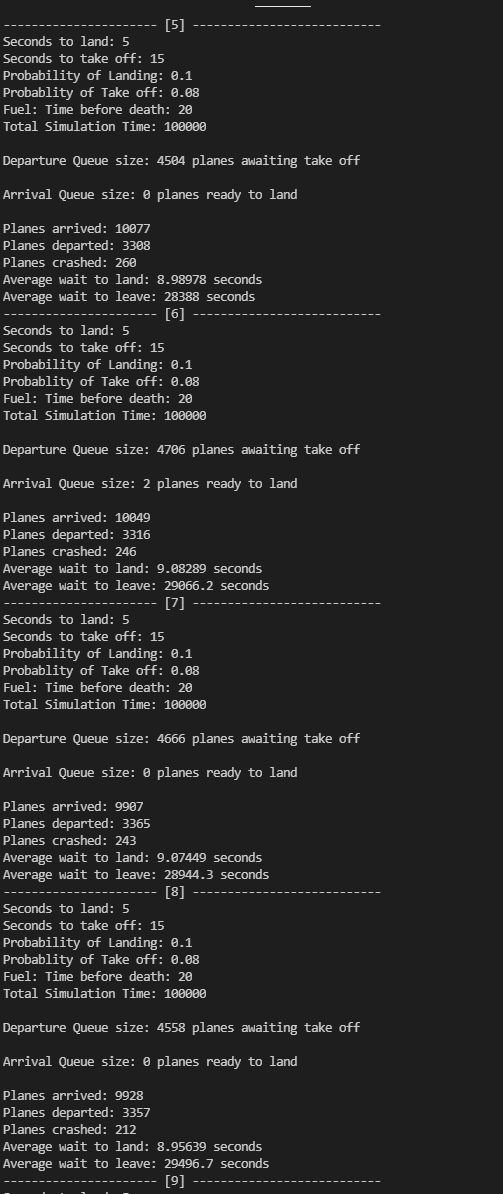 ---------------------- [5] ---------------------------
Seconds to land: 5
Seconds to take off: 15
Probability of Landing: 0.1
Probablity of Take off: 0.08
Fuel: Time before death: 20
Total Simulation Time: 100000
Departure Queue size: 4504 planes awaiting take off
Arrival Queue size: 0 planes ready to land
Planes arrived: 10077
Planes departed: 3308
Planes crashed: 260
Average wait to land: 8.98978 seconds
Average wait to leave: 28388 seconds
---------------------- [6] ---------------------------
Seconds to land: 5
Seconds to take off: 15
Probability of Landing: 0.1
Probablity of Take off: 0.08
Fuel: Time before death: 20
Total Simulation Time: 100000
Departure Queue size: 4706 planes awaiting take off
Arrival Queue size: 2 planes ready to land
Planes arrived: 10049
Planes departed: 3316
Planes crashed: 246
Average wait to land: 9.08289 seconds
Average wait to leave: 29066.2 seconds
---------------------- [7] ---------------------------
Seconds to land: 5
Seconds to take off: 15
Probability of Landing: 0.1
Probablity of Take off: 0.08
Fuel: Time before death: 20
Total Simulation Time: 100000
Departure Queue size: 4666 planes awaiting take off
Arrival Queue size: 0 planes ready to land
Planes arrived: 9907
Planes departed: 3365
Planes crashed: 243
Average wait to land: 9.07449 seconds
Average wait to leave: 28944.3 seconds
---------------------- [8] ---------------------------
Seconds to land: 5
Seconds to take off: 15
Probability of Landing: 0.1
Probablity of Take off: 0.08
Fuel: Time before death: 20
Total Simulation Time: 100000
Departure Queue size: 4558 planes awaiting take off
Arrival Queue size: 0 planes ready to land
Planes arrived: 9928
Planes departed: 3357
Planes crashed: 212
Average wait to land: 8.95639 seconds
Average wait to leave: 29496.7 seconds
---------------------- [9] ---------------------------